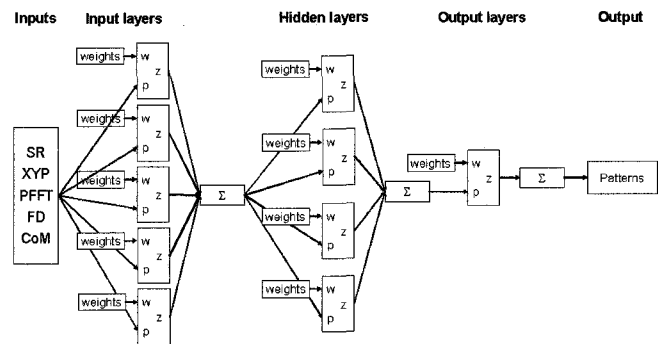 Inputs
Input layers
Hidden layers
Output layers
Output
SR
XYP
PFFT
FD
CoM
weights
w
z
p
weights
w
z
p
weights
w
z
p
weights
w
z
p
weights
w
z
p
Σ
weights
w
z
p
weights
w
z
p
weights
w
z
p
weights
w
z
p
Σ
weights
w
z
p
Σ
Patterns